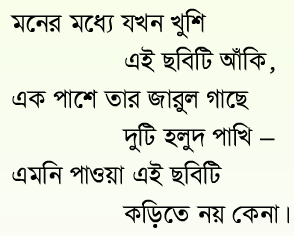 মনের মধ্যে যখন খুশি
এই ছবিটি আঁকি,
এক পাশে তার জারুল গাছে
দুটি হলুদ পাখি –
এমনি পাওয়া এই ছবিটি
কড়িতে নয় কেনা।